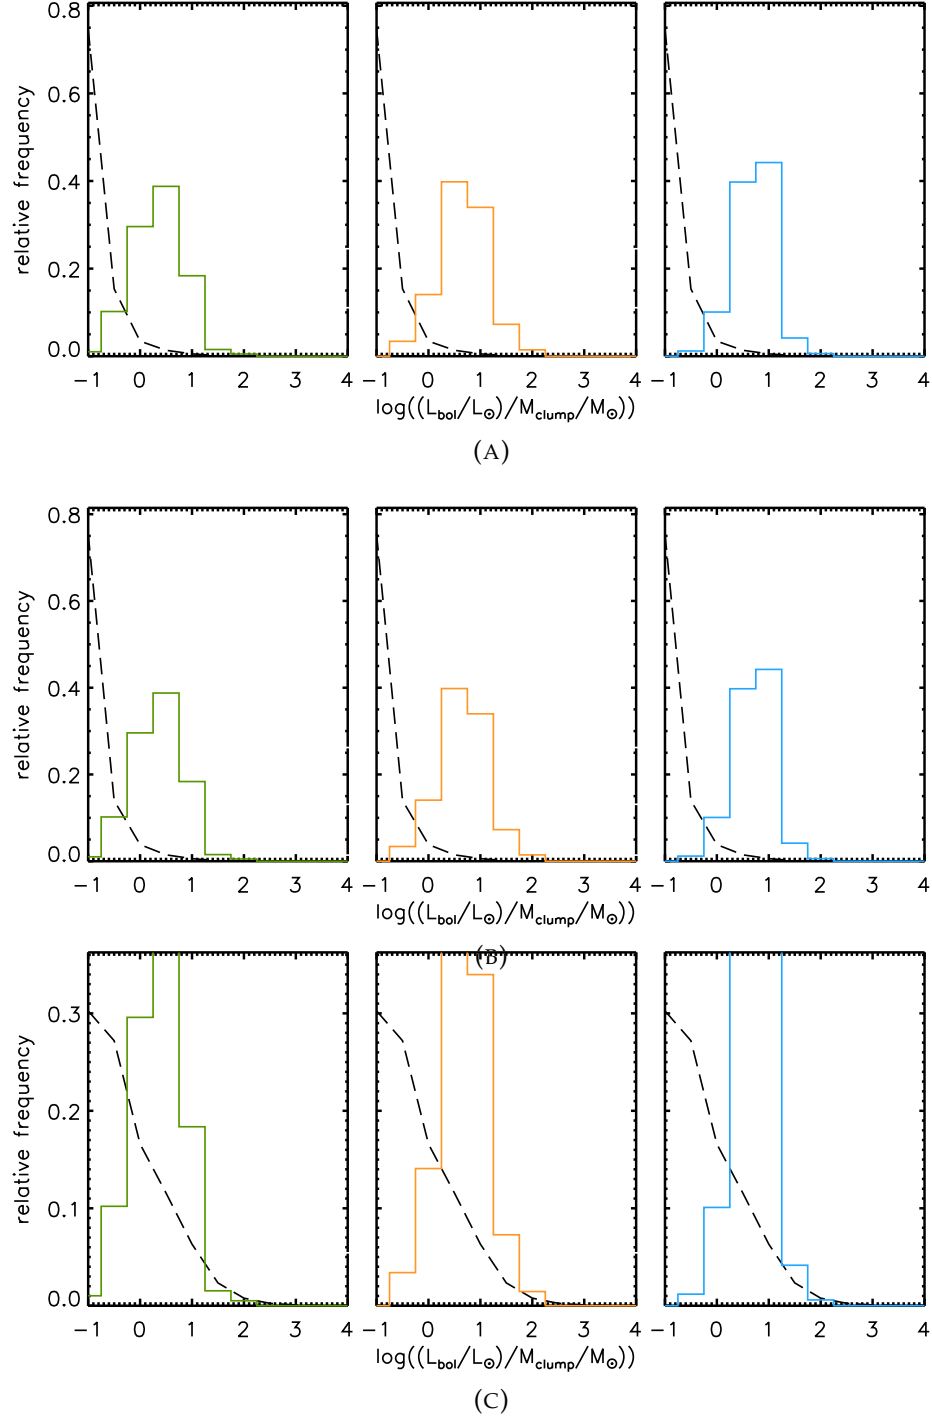 0.8
0.6
0.4
0.2
0.0
relative frequency
−1 0 1 2 3 4 −1 0 1 2 3 4 −1 0 1 2 3 4
log((L_bol/L_⊙)/M_clump/M_⊙))
(A)
0.8
0.6
0.4
0.2
0.0
relative frequency
−1 0 1 2 3 4 −1 0 1 2 3 4 −1 0 1 2 3 4
log((L_bol/L_⊙)/M_clump/M_⊙))
(B)
0.3
0.2
0.1
0.0
relative frequency
−1 0 1 2 3 4 −1 0 1 2 3 4 −1 0 1 2 3 4
log((L_bol/L_⊙)/M_clump/M_⊙))
(C)